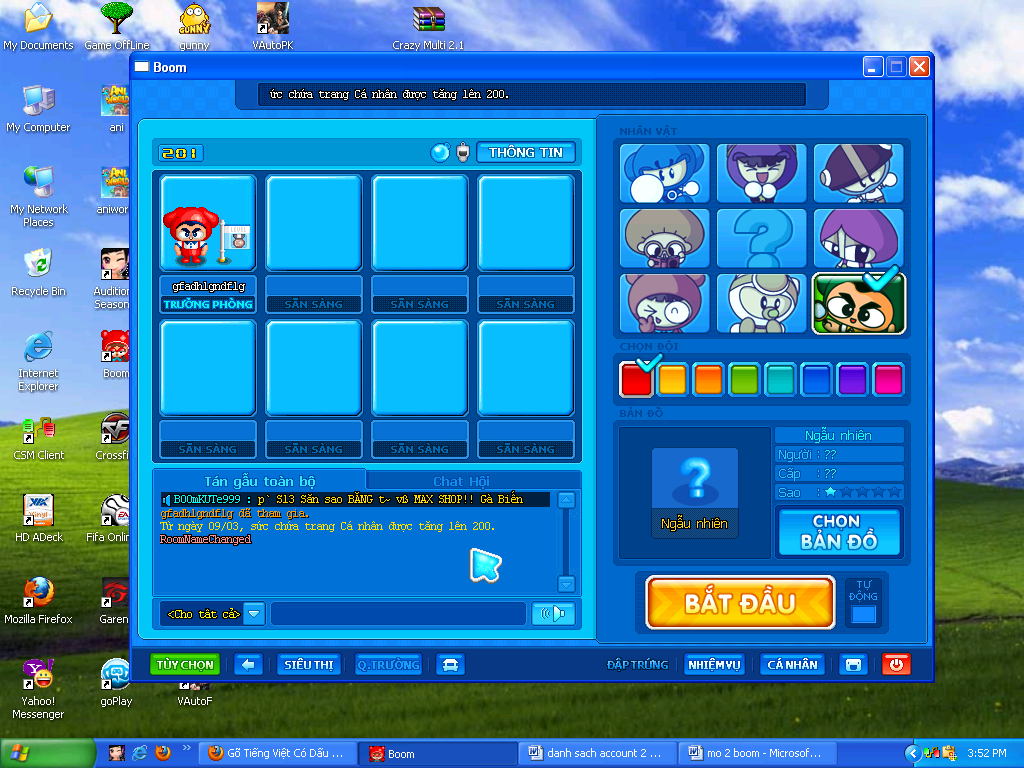 My Documents
Game OffLine
gunny
VAutoPK
Crazy Multi 2.1
My Computer
ani
My Network
Places
aniwor
Recycle Bin
Audition
Season
Internet
Explorer
Boom
CSM Client
Crossfi
HD ADeck
Fifa Onlin
Mozilla Firefox
Garen
Yahoo!
Messenger
goPlay
VAutoF
Boom
ức chứa trang Cá nhân được tăng lên 200.
201
THÔNG TIN
LEVEL
gfadhlgndflg
TRƯỞNG PHÒNG
SẴN SÀNG
SẴN SÀNG
SẴN SÀNG
SẴN SÀNG
SẴN SÀNG
SẴN SÀNG
SẴN SÀNG
Tán gẫu toàn bộ
Chat Hội
BOOmKUTe999 : p` S13 Săn sao BĂNG t~ vß MAX SHOP!! Gà Biến
gfadhlgndflg đã tham gia.
Từ ngày 09/03, sức chứa trang Cá nhân được tăng lên 200.
RoomNameChanged
<Cho tất cả>
NHÂN VẬT
CHỌN ĐỘI
BẢN ĐỒ
Ngẫu nhiên
Ngẫu nhiên
Người : ??
Cấp : ??
Sao :
CHỌN
BẢN ĐỒ
BẮT ĐẦU
TỰ
ĐỘNG
TÙY CHỌN
SIÊU THỊ
Q.TRƯỜNG
ĐẬP TRỨNG
NHIỆM VỤ
CÁ NHÂN
Gõ Tiếng Việt Có Dấu ...
Boom
danh sach account 2 ...
mo 2 boom - Microsof...
3:52 PM